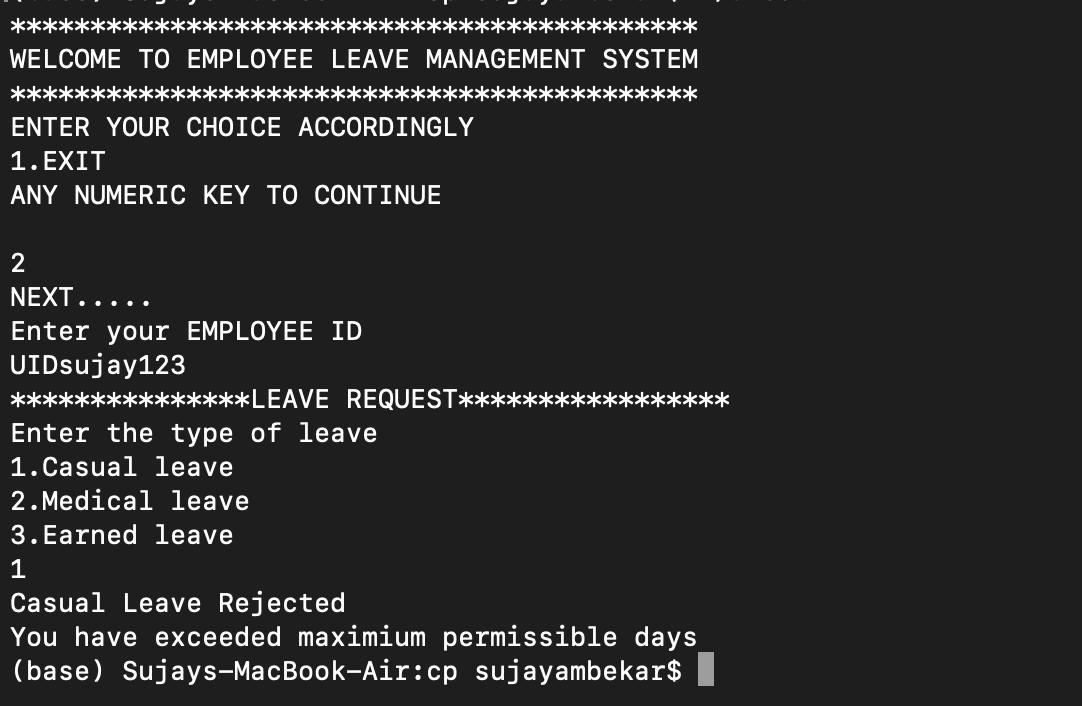 *******************************************
WELCOME TO EMPLOYEE LEAVE MANAGEMENT SYSTEM
*******************************************
ENTER YOUR CHOICE ACCORDINGLY
1.EXIT
ANY NUMERIC KEY TO CONTINUE
2
NEXT.....
Enter your EMPLOYEE ID
UIDsujay123
***************LEAVE REQUEST*****************
Enter the type of leave
1.Casual leave
2.Medical leave
3.Earned leave
1
Casual Leave Rejected
You have exceeded maximium permissible days
(base) Sujays-MacBook-Air:cp sujayambekar$